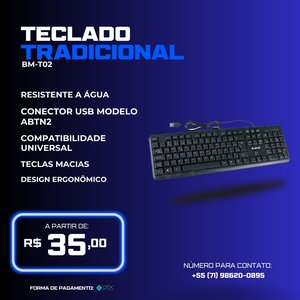 TECLADO
TRADICIONAL
BM-T02
RESISTENTE A ÁGUA
CONECTOR USB MODELO
ABTN2
COMPATIBILIDADE
UNIVERSAL
TECLAS MACIAS
DESIGN ERGONÔMICO
A PARTIR DE:
R$ 35,00
NÚMERO PARA CONTATO:
+55 (71) 98620-0895
FORMA DE PAGAMENTO: